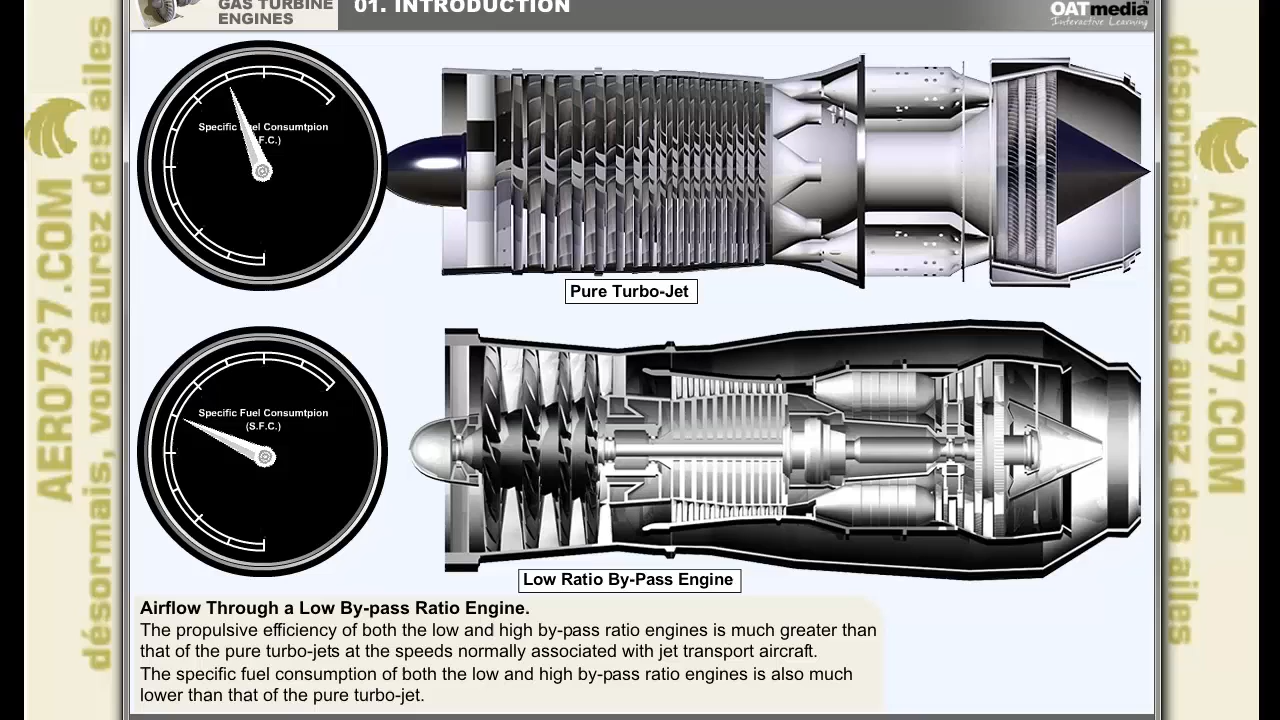 GAS TURBINE
ENGINES
01. INTRODUCTION
OATmedia
Interactive Learning
Specific Fuel Consumtpion
(S.F.C.)
Pure Turbo-Jet
Specific Fuel Consumtpion
(S.F.C.)
Low Ratio By-Pass Engine
Airflow Through a Low By-pass Ratio Engine.
The propulsive efficiency of both the low and high by-pass ratio engines is much greater than
that of the pure turbo-jets at the speeds normally associated with jet transport aircraft.
The specific fuel consumption of both the low and high by-pass ratio engines is also much
lower than that of the pure turbo-jet.
AERO737.COM
désormais, vous aurez des ailes
AERO737.COM
désormais, vous aurez des ailes